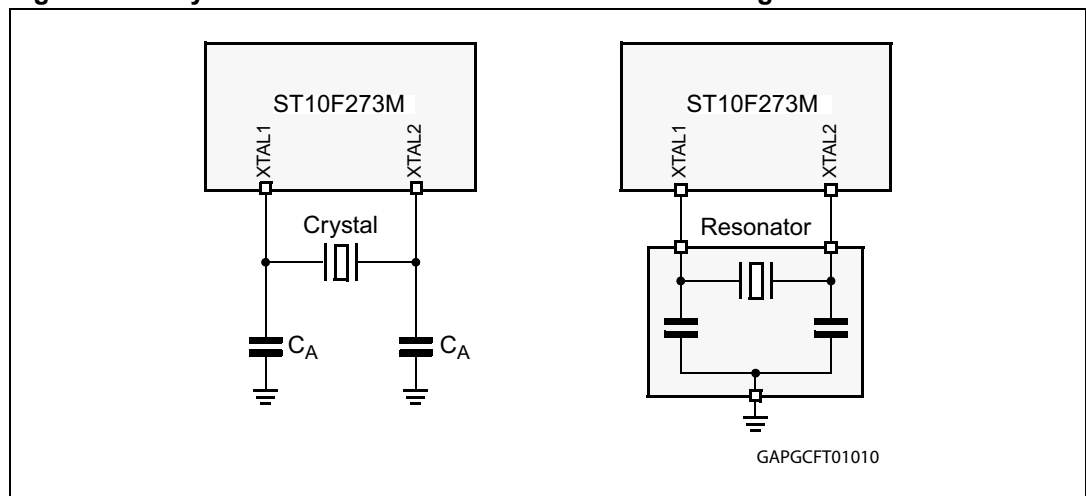 ST10F273M
XTAL1
XTAL2
Crystal
CA
CA
ST10F273M
XTAL1
XTAL2
Resonator
GAPGCFT01010